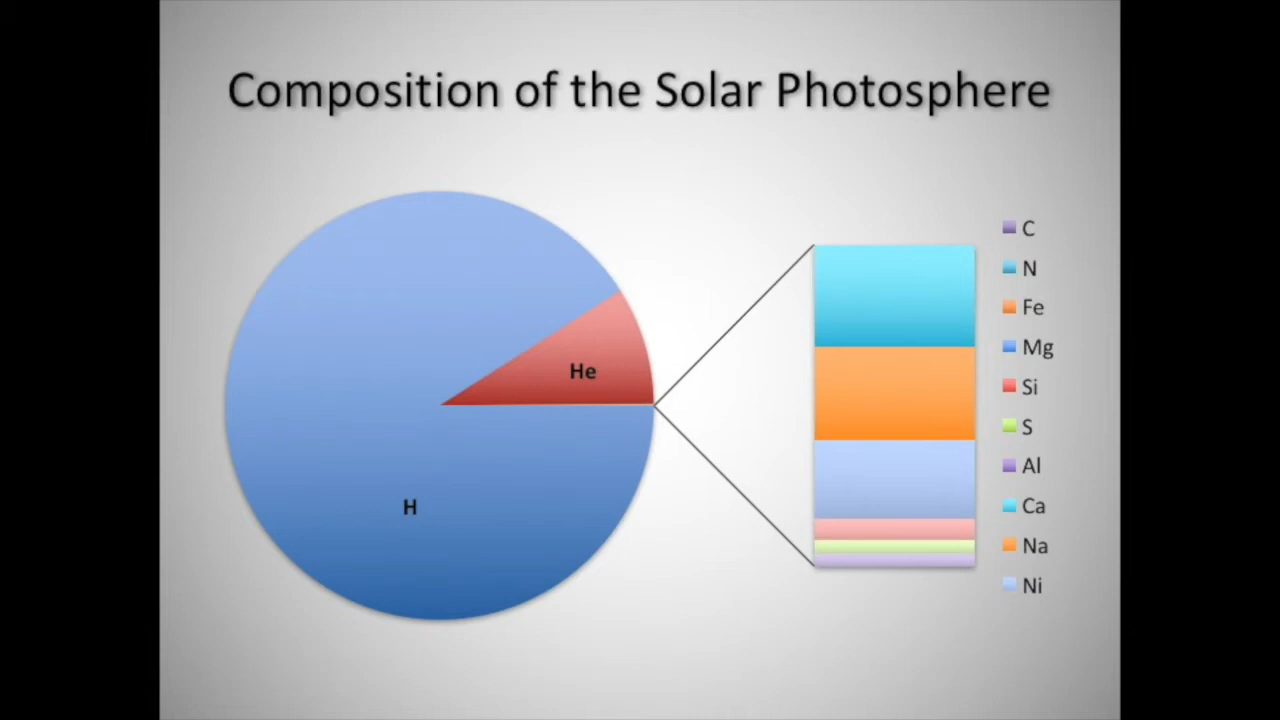 Composition of the Solar Photosphere
He
H
C
N
Fe
Mg
Si
S
Al
Ca
Na
Ni